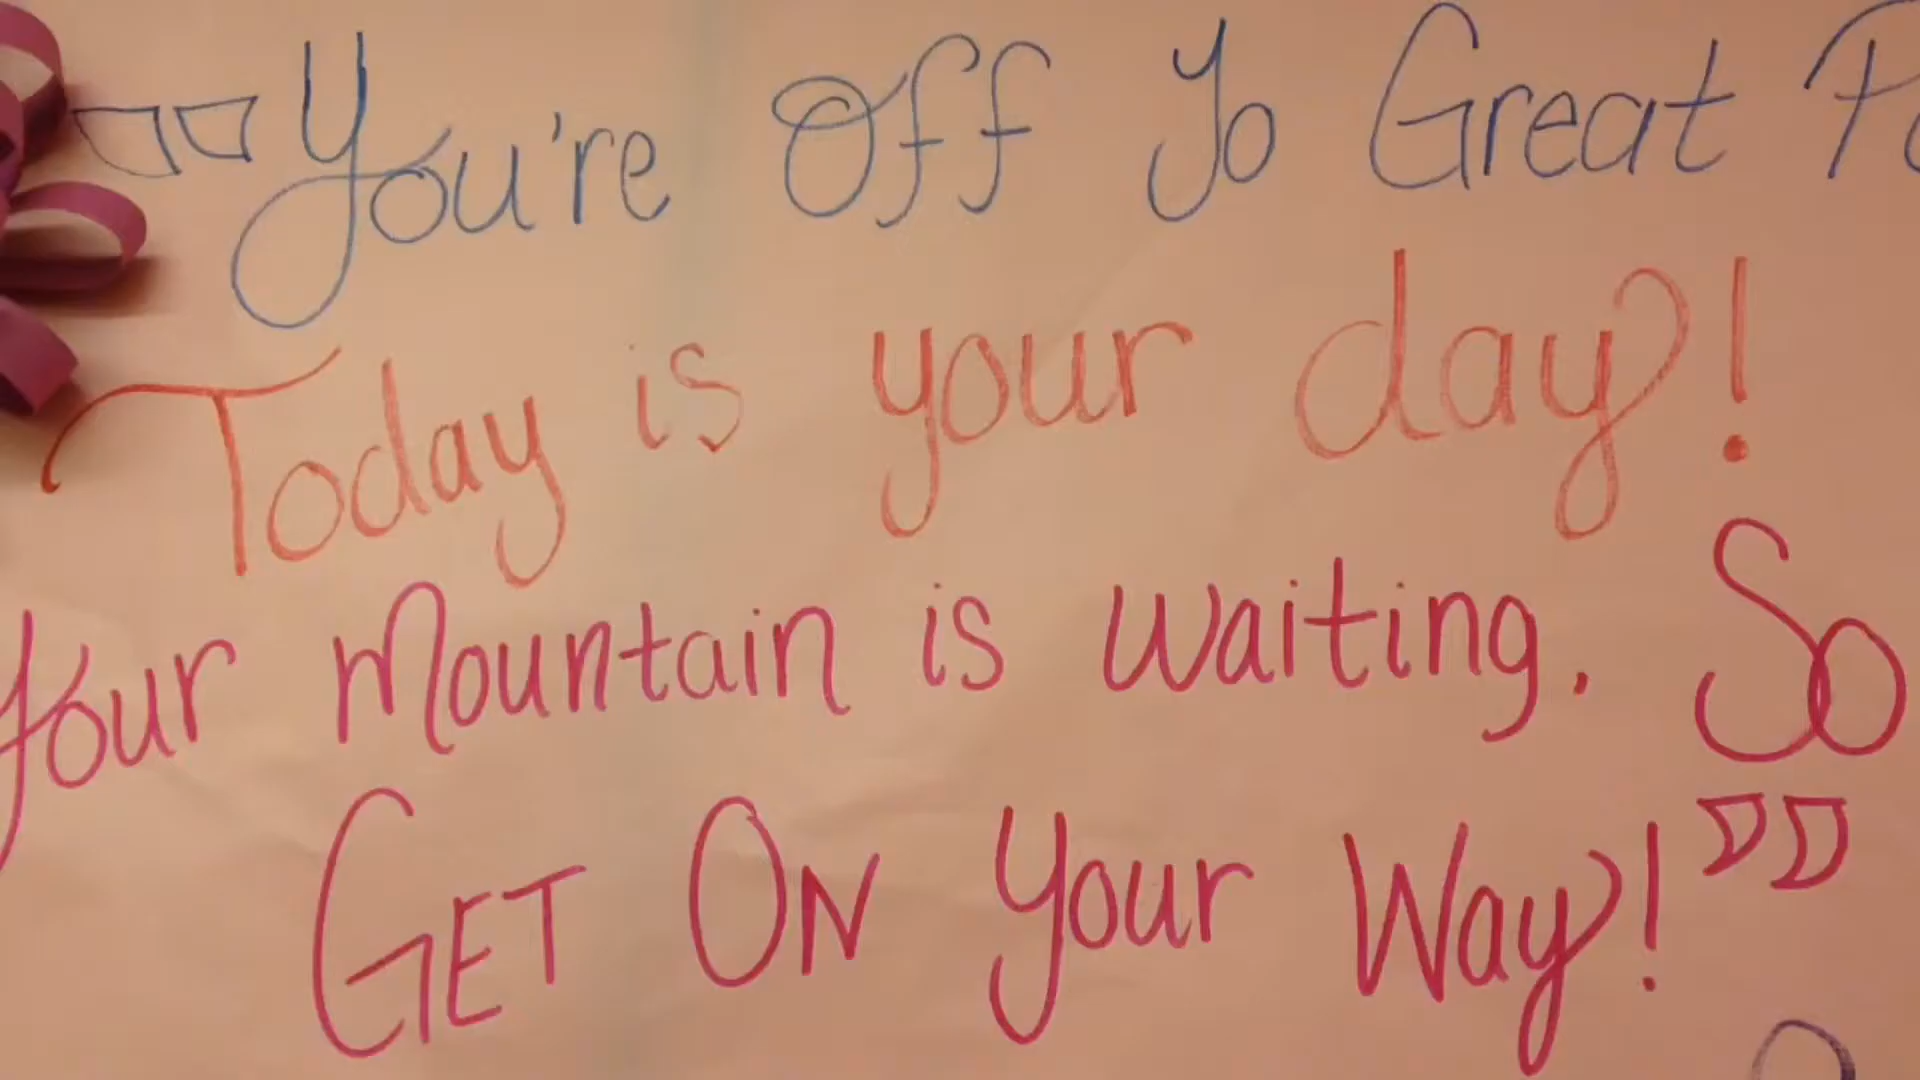 "You're Off To Great
Today is your day!
Your Mountain is waiting. So
GET ON Your Way!"